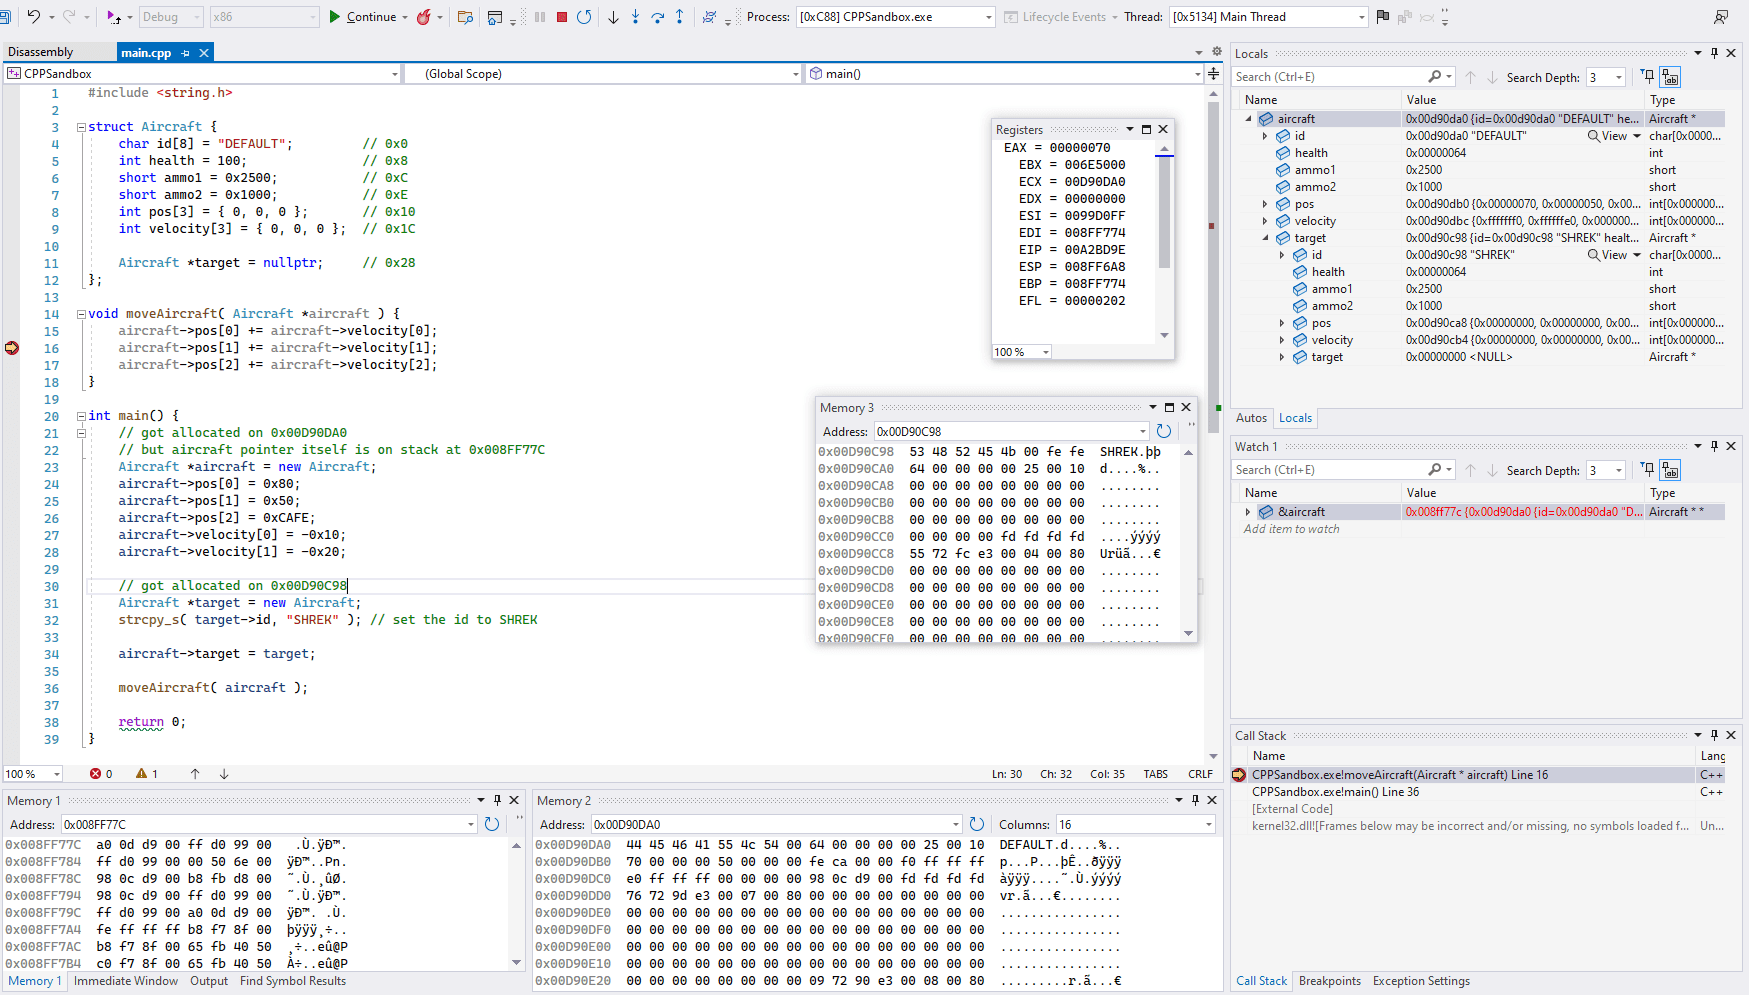 Debug x86 Continue Process: [0xC88] CPPSandbox.exe Lifecycle Events Thread: [0x5134] Main Thread
Disassembly main.cpp
CPPSandbox (Global Scope) main()
1 #include <string.h>
2
3 struct Aircraft {
4 char id[8] = "DEFAULT"; // 0x0
5 int health = 100; // 0x8
6 short ammo1 = 0x2500; // 0xC
7 short ammo2 = 0x1000; // 0xE
8 int pos[3] = { 0, 0, 0 }; // 0x10
9 int velocity[3] = { 0, 0, 0 }; // 0x1C
10
11 Aircraft *target = nullptr; // 0x28
12 };
13
14 void moveAircraft( Aircraft *aircraft ) {
15 aircraft->pos[0] += aircraft->velocity[0];
16 aircraft->pos[1] += aircraft->velocity[1];
17 aircraft->pos[2] += aircraft->velocity[2];
18 }
19
20 int main() {
21 // got allocated on 0x00D90DA0
22 // but aircraft pointer itself is on stack at 0x008FF77C
23 Aircraft *aircraft = new Aircraft;
24 aircraft->pos[0] = 0x80;
25 aircraft->pos[1] = 0x50;
26 aircraft->pos[2] = 0xCAFE;
27 aircraft->velocity[0] = -0x10;
28 aircraft->velocity[1] = -0x20;
29
30 // got allocated on 0x00D90C98
31 Aircraft *target = new Aircraft;
32 strcpy_s( target->id, "SHREK" ); // set the id to SHREK
33
34 aircraft->target = target;
35
36 moveAircraft( aircraft );
37
38 return 0;
39 }
100 % 0 1 Ln: 30 Ch: 32 Col: 35 TABS CRLF
Registers
EAX = 00000070
EBX = 006E5000
ECX = 00D90DA0
EDX = 00000000
ESI = 0099D0FF
EDI = 008FF774
EIP = 00A2BD9E
ESP = 008FF6A8
EBP = 008FF774
EFL = 00000202
100 %
Memory 3
Address: 0x00D90C98
0x00D90C98 53 48 52 45 4b 00 fe fe SHREK.þþ
0x00D90CA0 64 00 00 00 00 25 00 10 d....%..
0x00D90CA8 00 00 00 00 00 00 00 00 ........
0x00D90CB0 00 00 00 00 00 00 00 00 ........
0x00D90CB8 00 00 00 00 00 00 00 00 ........
0x00D90CC0 00 00 00 00 fd fd fd fd ....ýýýý
0x00D90CC8 55 72 fc e3 00 04 00 80 Urüã...€
0x00D90CD0 00 00 00 00 00 00 00 00 ........
0x00D90CD8 00 00 00 00 00 00 00 00 ........
0x00D90CE0 00 00 00 00 00 00 00 00 ........
0x00D90CE8 00 00 00 00 00 00 00 00 ........
0x00D90CF0 00 00 00 00 00 00 00 00 ........
Locals
Search (Ctrl+E) Search Depth: 3
Name Value Type
aircraft 0x00d90da0 {id=0x00d90da0 "DEFAULT" he... Aircraft *
id 0x00d90da0 "DEFAULT" View char[0x0000...
health 0x00000064 int
ammo1 0x2500 short
ammo2 0x1000 short
pos 0x00d90db0 {0x00000070, 0x00000050, 0x00... int[0x000000...
velocity 0x00d90dbc {0xfffffff0, 0xffffffe0, 0x000000... int[0x000000...
target 0x00d90c98 {id=0x00d90c98 "SHREK" healt... Aircraft *
id 0x00d90c98 "SHREK" View char[0x0000...
health 0x00000064 int
ammo1 0x2500 short
ammo2 0x1000 short
pos 0x00d90ca8 {0x00000000, 0x00000000, 0x00... int[0x000000...
velocity 0x00d90cb4 {0x00000000, 0x00000000, 0x00... int[0x000000...
target 0x00000000 <NULL> Aircraft *
Autos Locals
Watch 1
Search (Ctrl+E) Search Depth: 3
Name Value Type
&aircraft 0x008ff77c {0x00d90da0 {id=0x00d90da0 "D... Aircraft * *
Add item to watch
Call Stack
Name Lang
CPPSandbox.exe!moveAircraft(Aircraft * aircraft) Line 16 C++
CPPSandbox.exe!main() Line 36 C++
[External Code]
kernel32.dll![Frames below may be incorrect and/or missing, no symbols loaded f... Un...
Call Stack Breakpoints Exception Settings
Memory 1
Address: 0x008FF77C
0x008FF77C a0 0d d9 00 ff d0 99 00 .Ù.ÿÐ™.
0x008FF784 ff d0 99 00 00 50 6e 00 ÿÐ™..Pn.
0x008FF78C 98 0c d9 00 b8 fb d8 00 ˜.Ù.¸ûØ.
0x008FF794 98 0c d9 00 ff d0 99 00 ˜.Ù.ÿÐ™.
0x008FF79C ff d0 99 00 a0 0d d9 00 ÿÐ™. .Ù.
0x008FF7A4 fe ff ff ff b8 f7 8f 00 þÿÿÿ¸÷..
0x008FF7AC b8 f7 8f 00 65 fb 40 50 ¸÷..eû@P
0x008FF7B4 c0 f7 8f 00 65 fb 40 50 À÷..eû@P
Memory 1 Immediate Window Output Find Symbol Results
Memory 2
Address: 0x00D90DA0 Columns: 16
0x00D90DA0 44 45 46 41 55 4c 54 00 64 00 00 00 00 25 00 10 DEFAULT.d....%..
0x00D90DB0 70 00 00 00 50 00 00 00 fe ca 00 00 f0 ff ff ff p...P...þÊ..ðÿÿÿ
0x00D90DC0 e0 ff ff ff 00 00 00 00 98 0c d9 00 fd fd fd fd àÿÿÿ....˜.Ù.ýýýý
0x00D90DD0 76 72 9d e3 00 07 00 80 00 00 00 00 00 00 00 00 vr.ã...€........
0x00D90DE0 00 00 00 00 00 00 00 00 00 00 00 00 00 00 00 00 ................
0x00D90DF0 00 00 00 00 00 00 00 00 00 00 00 00 00 00 00 00 ................
0x00D90E00 00 00 00 00 00 00 00 00 00 00 00 00 00 00 00 00 ................
0x00D90E10 00 00 00 00 00 00 00 00 00 00 00 00 00 00 00 00 ................
0x00D90E20 00 00 00 00 00 00 00 00 09 72 90 e3 00 08 00 80 .........r.ã...€